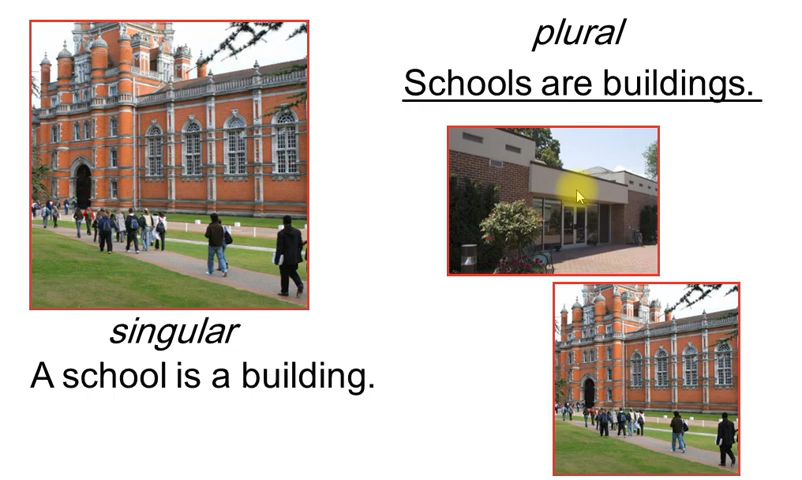 singular
A school is a building.
plural
Schools are buildings.